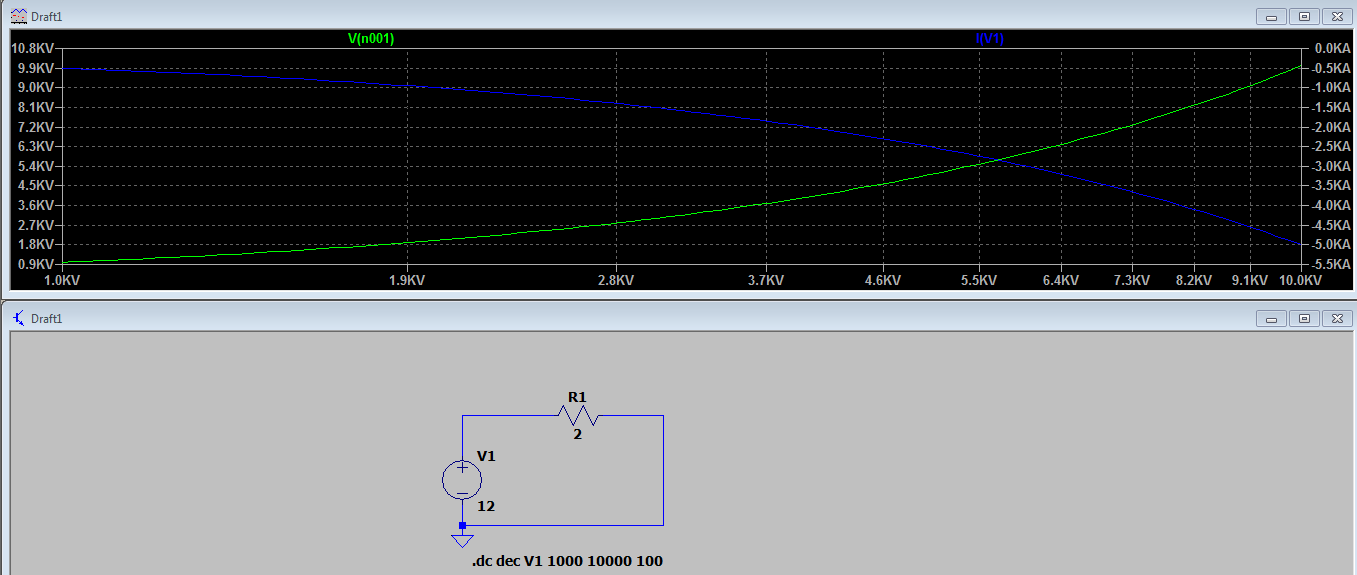 Draft1
V(n001) I(V1)
10.8KV 0.0KA
9.9KV -0.5KA
9.0KV -1.0KA
8.1KV -1.5KA
7.2KV -2.0KA
6.3KV -2.5KA
5.4KV -3.0KA
4.5KV -3.5KA
3.6KV -4.0KA
2.7KV -4.5KA
1.8KV -5.0KA
0.9KV -5.5KA
1.0KV 1.9KV 2.8KV 3.7KV 4.6KV 5.5KV 6.4KV 7.3KV 8.2KV 9.1KV 10.0KV
Draft1
R1
2
V1
12
.dc dec V1 1000 10000 100